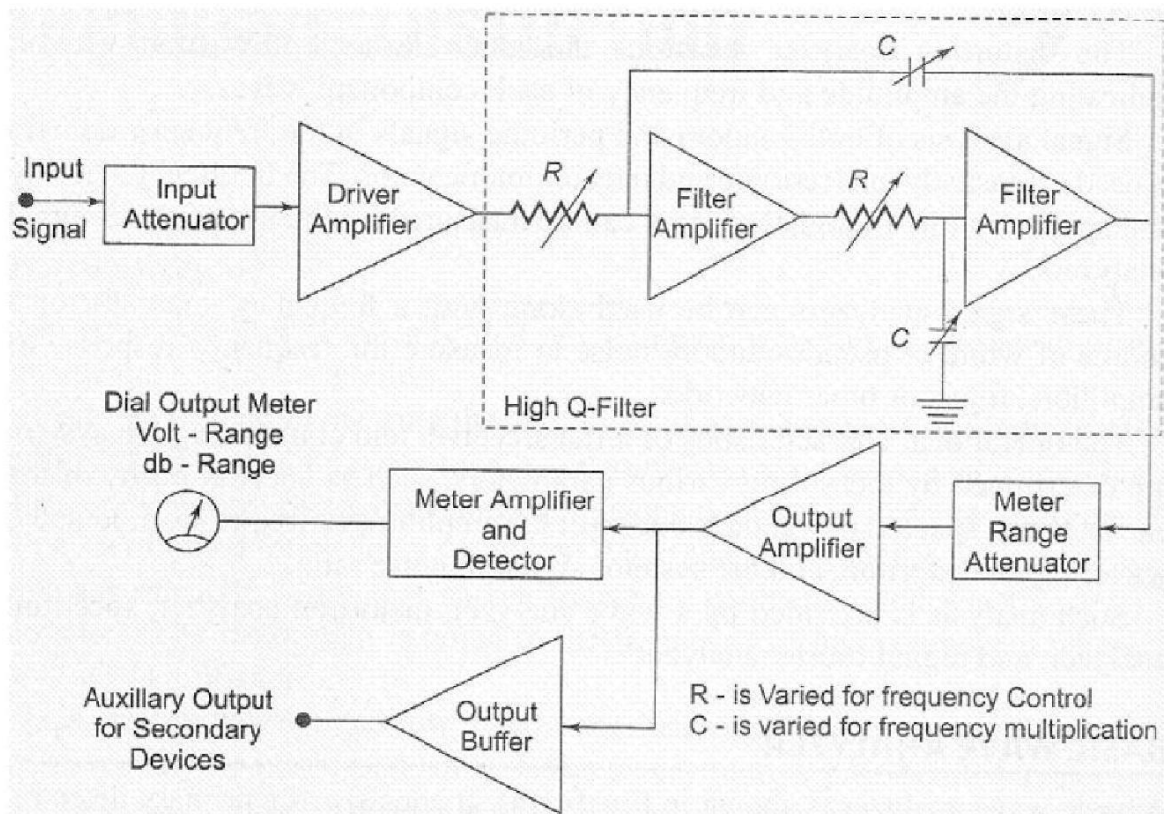 C
Input
Signal
Input
Attenuator
Driver
Amplifier
R
Filter
Amplifier
R
Filter
Amplifier
C
High Q-Filter
Dial Output Meter
Volt - Range
db - Range
Meter Amplifier
and
Detector
Output
Amplifier
Meter
Range
Attenuator
Auxillary Output
for Secondary
Devices
Output
Buffer
R - is Varied for frequency Control
C - is varied for frequency multiplication